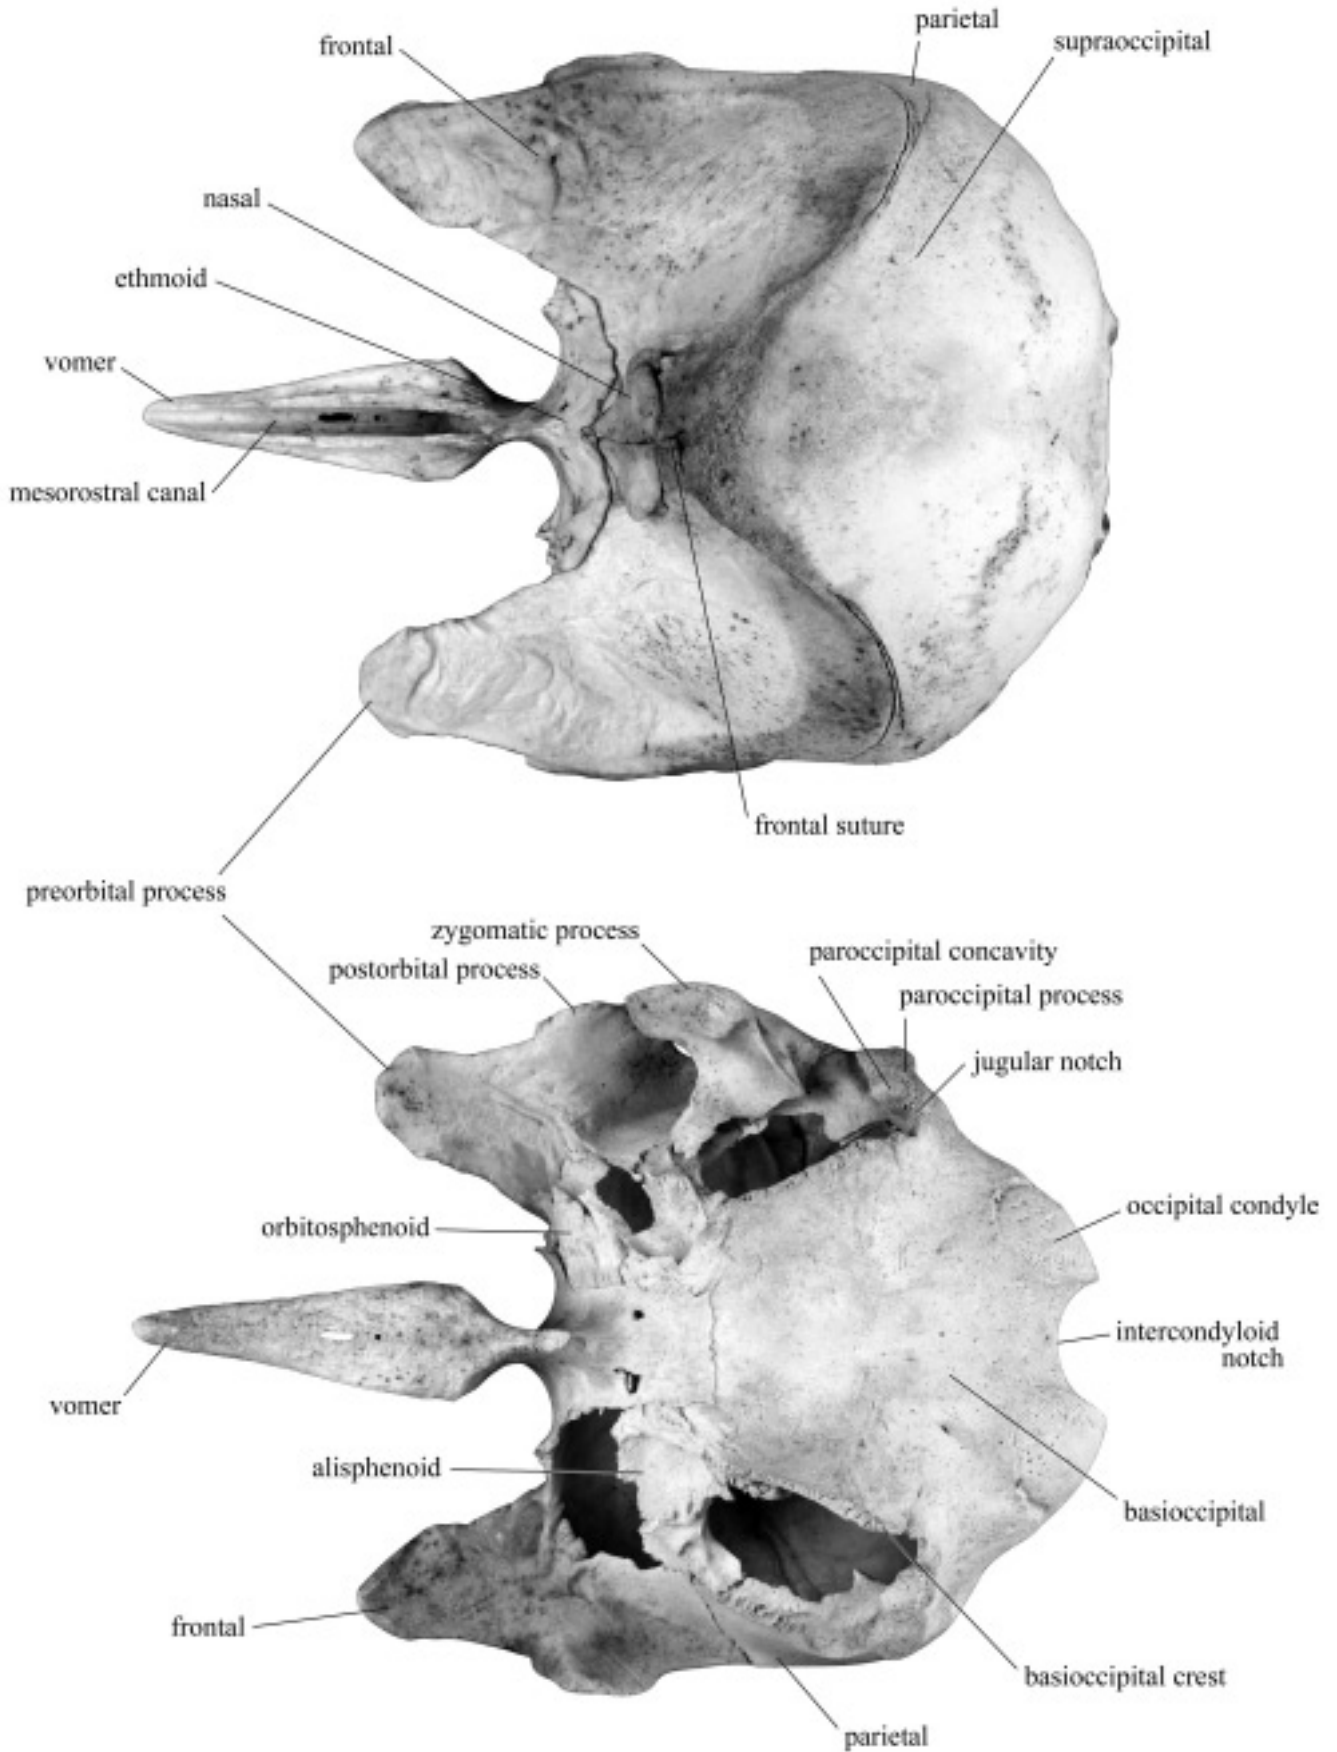 parietal
frontal
supraoccipital
nasal
ethmoid
vomer
mesorostral canal
frontal suture
preorbital process
zygomatic process
paroccipital concavity
postorbital process
paroccipital process
jugular notch
occipital condyle
orbitosphenoid
intercondyloid
notch
vomer
alisphenoid
basioccipital
frontal
basioccipital crest
parietal